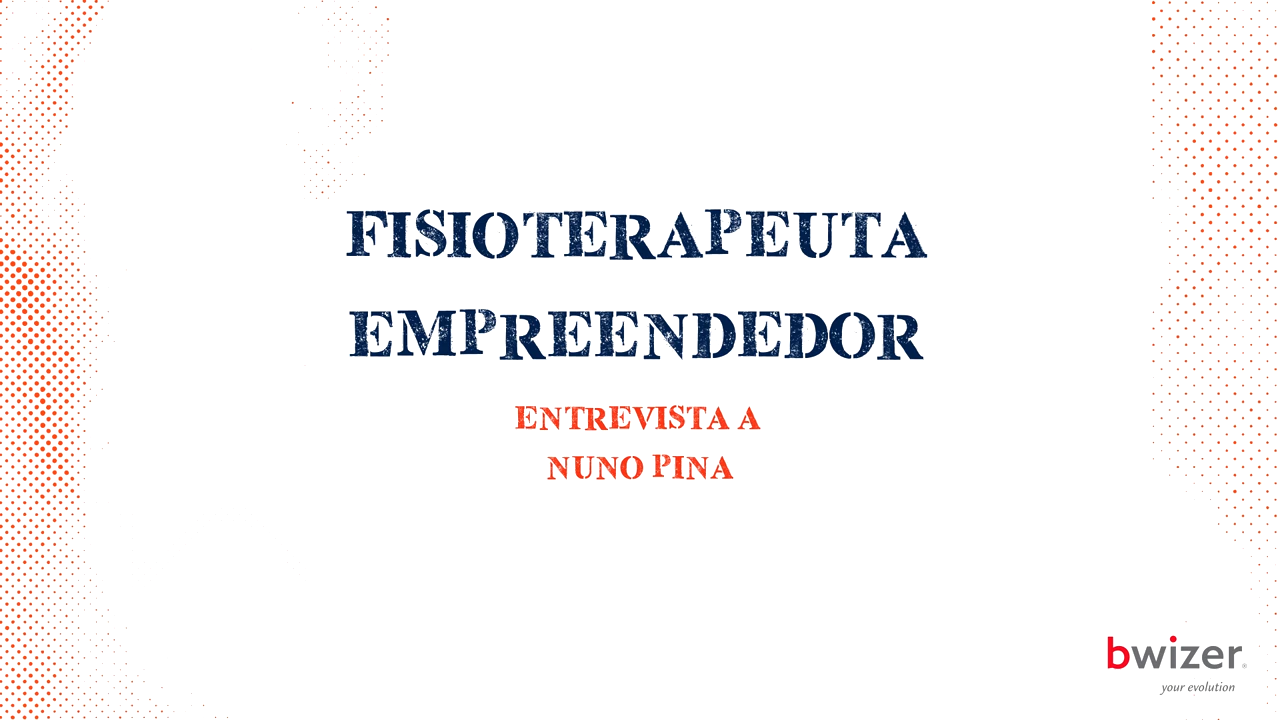 FISIOTERAPEUTA
EMPREENDEDOR
ENTREVISTA A
NUNO PINA
bwizer®
your evolution